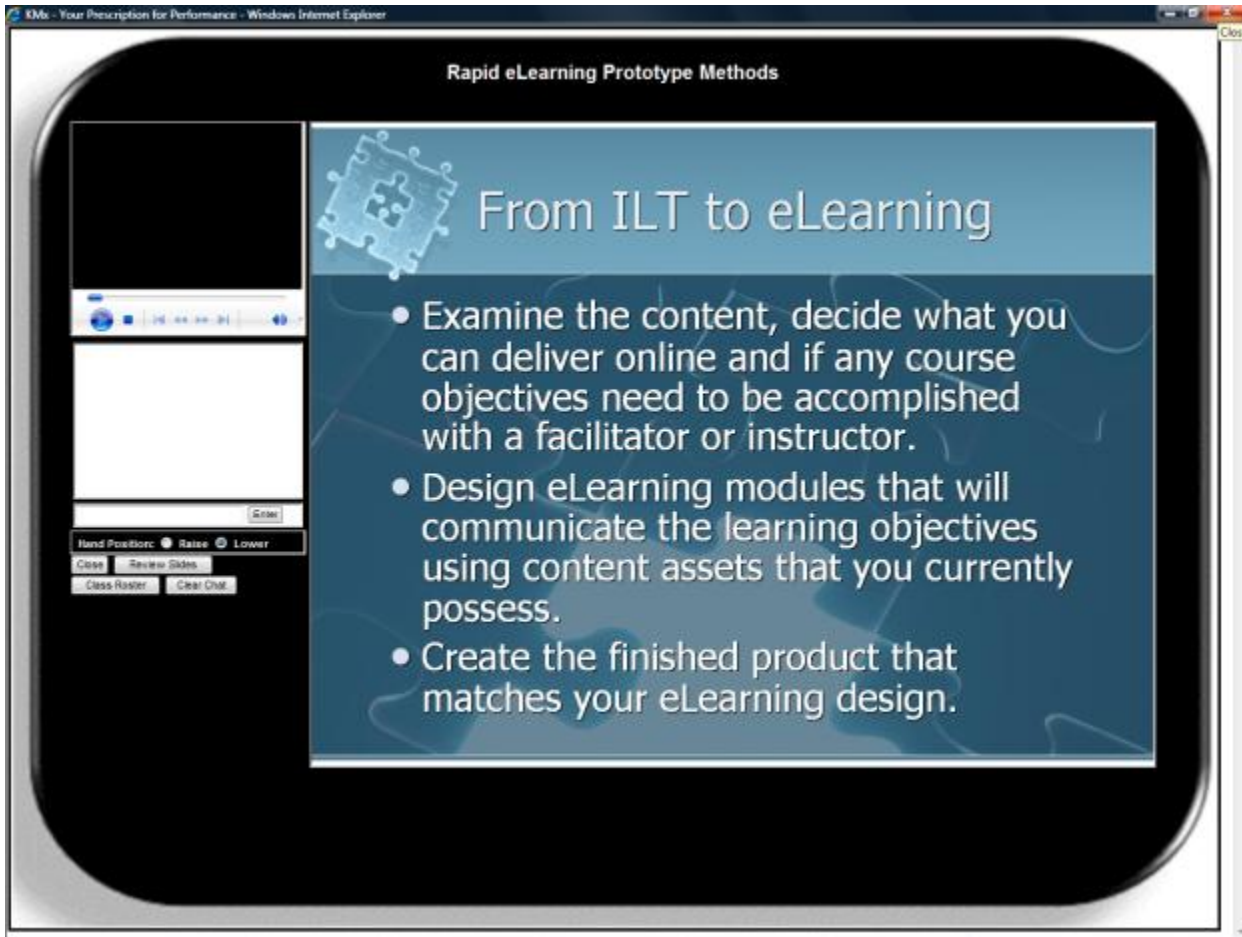 KMx - Your Prescription for Performance - Windows Internet Explorer
Close
Rapid eLearning Prototype Methods
From ILT to eLearning
• Examine the content, decide what you
can deliver online and if any course
objectives need to be accomplished
with a facilitator or instructor.
• Design eLearning modules that will
communicate the learning objectives
using content assets that you currently
possess.
• Create the finished product that
matches your eLearning design.
Enter
Hand Position: Raise Lower
Close Review Slides
Class Roster Clear Chat